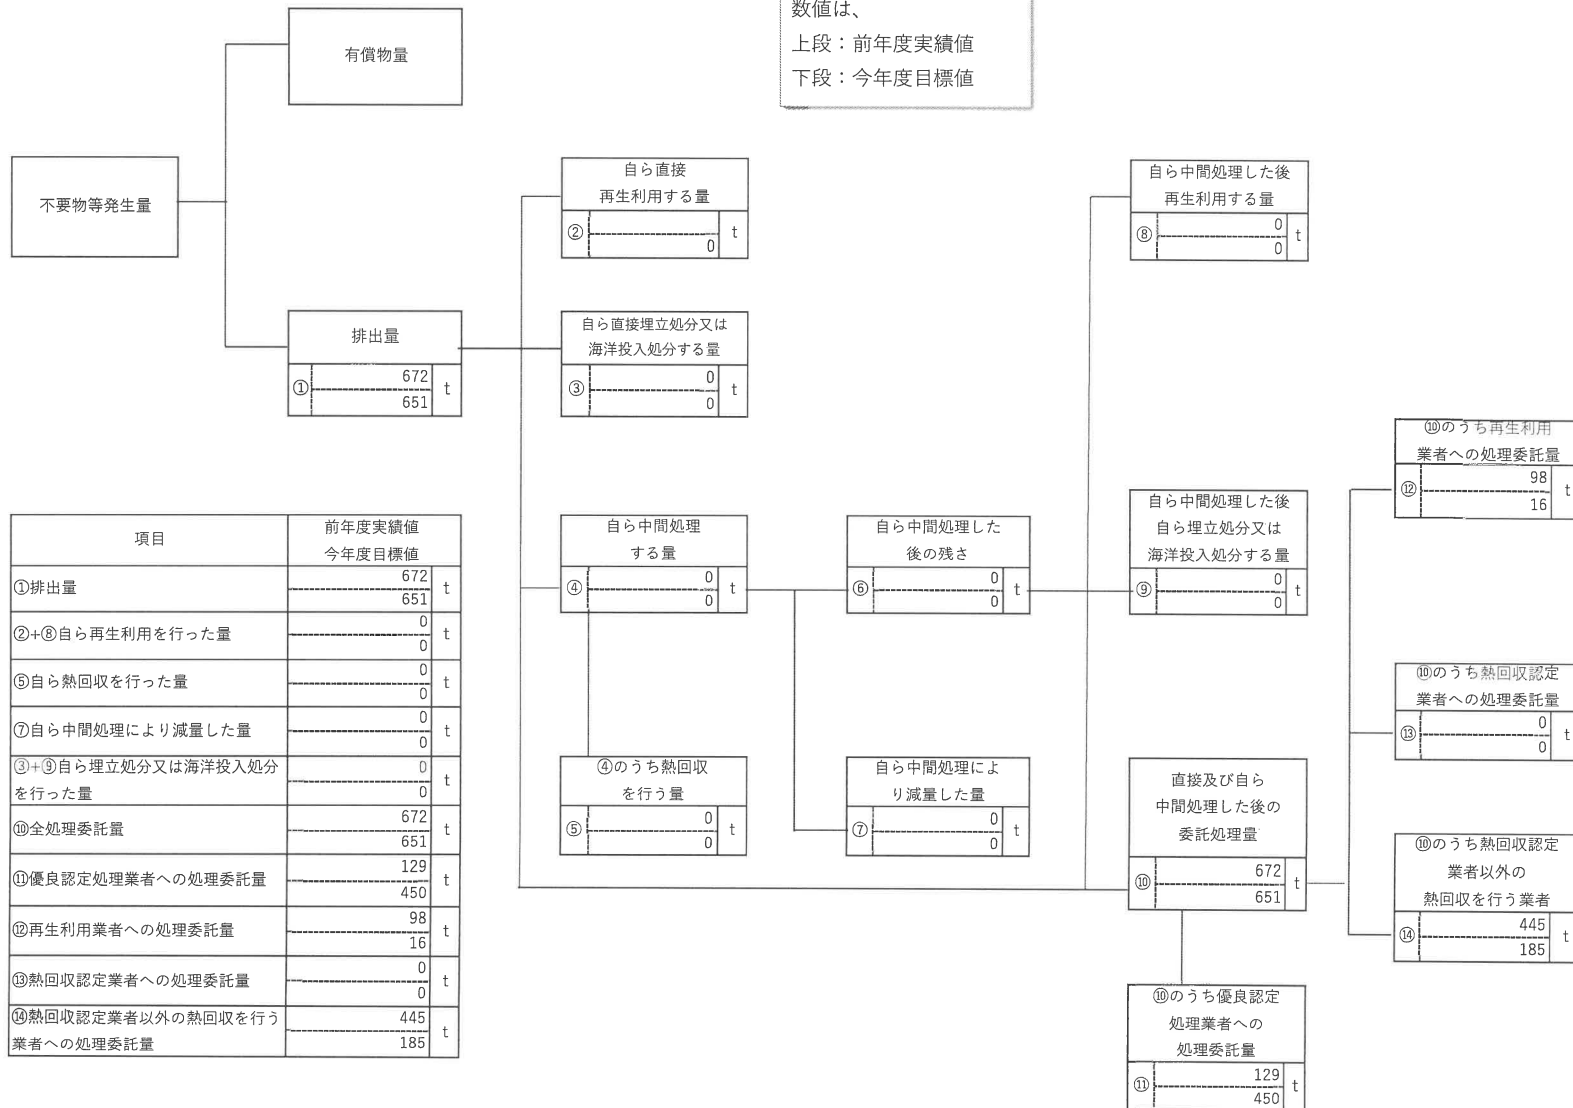 数値は、
上段：前年度実績値
下段：今年度目標値
有償物量
不要物等発生量
排出量
①
672
651
t
自ら直接
再生利用する量
②
0
t
自ら直接埋立処分又は
海洋投入処分する量
③
0
0
t
自ら中間処理した後
再生利用する量
⑧
0
0
t
自ら中間処理
する量
④
0
0
t
自ら中間処理した
後の残さ
⑥
0
0
t
自ら中間処理した後
自ら埋立処分又は
海洋投入処分する量
⑨
0
0
t
④のうち熱回収
を行う量
⑤
0
0
t
自ら中間処理によ
り減量した量
⑦
0
0
t
直接及び自ら
中間処理した後の
委託処理量
⑩
672
651
t
⑩のうち優良認定
処理業者への
処理委託量
⑪
129
450
t
⑩のうち再生利用
業者への処理委託量
⑫
98
16
t
⑩のうち熱回収認定
業者への処理委託量
⑬
0
0
t
⑩のうち熱回収認定
業者以外の
熱回収を行う業者
⑭
445
185
t
項目
前年度実績値
今年度目標値
①排出量
672
651
t
②+⑧自ら再生利用を行った量
0
0
t
⑤自ら熱回収を行った量
0
0
t
⑦自ら中間処理により減量した量
0
0
t
③+⑨自ら埋立処分又は海洋投入処分
を行った量
0
0
t
⑩全処理委託量
672
651
t
⑪優良認定処理業者への処理委託量
129
450
t
⑫再生利用業者への処理委託量
98
16
t
⑬熱回収認定業者への処理委託量
0
0
t
⑭熱回収認定業者以外の熱回収を行う
業者への処理委託量
445
185
t